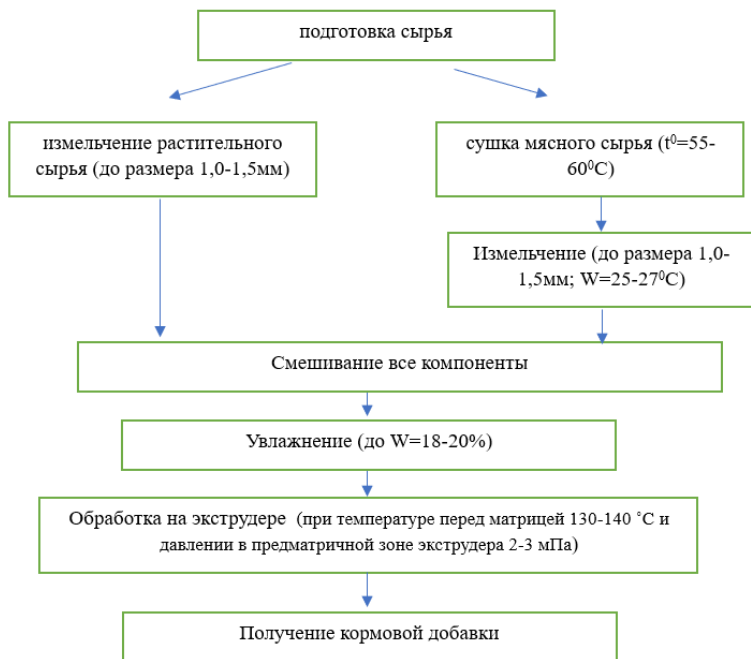 подготовка сырья
измельчение растительного
сырья (до размера 1,0-1,5мм)
сушка мясного сырья (t⁰=55-
60⁰С)
Измельчение (до размера 1,0-
1,5мм; W=25-27⁰С)
Смешивание все компоненты
Увлажнение (до W=18-20%)
Обработка на экструдере (при температуре перед матрицей 130-140 ˚С и
давлении в предматричной зоне экструдера 2-3 мПа)
Получение кормовой добавки